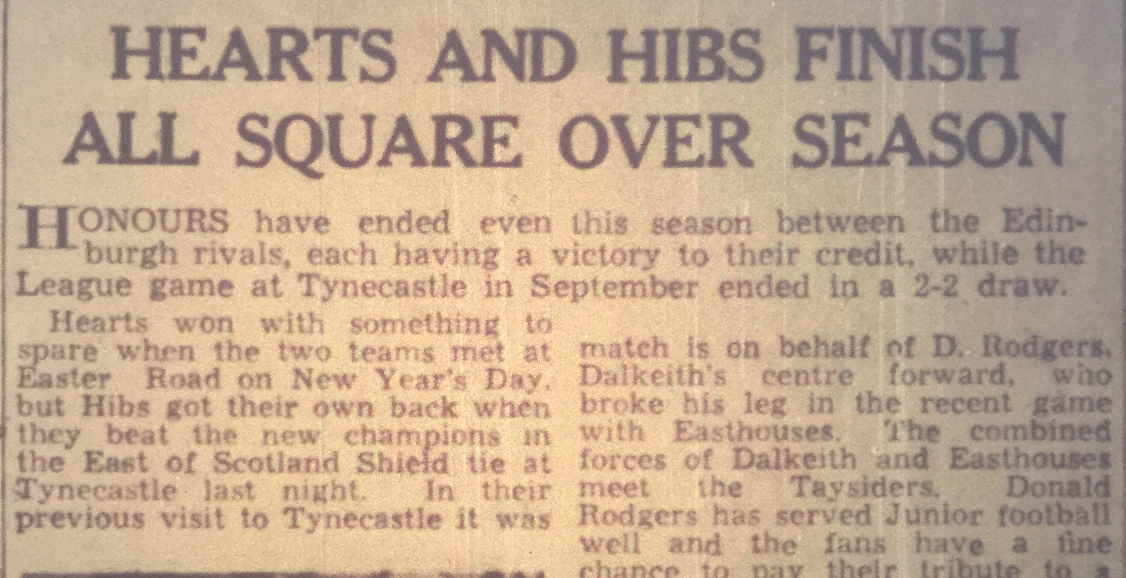 HEARTS AND HIBS FINISH
ALL SQUARE OVER SEASON
HONOURS have ended even this season between the Edin-
burgh rivals, each having a victory to their credit, while the
League game at Tynecastle in September ended in a 2-2 draw.
Hearts won with something to
spare when the two teams met at
Easter Road on New Year's Day,
but Hibs got their own back when
they beat the new champions in
the East of Scotland Shield tie at
Tynecastle last night. In their
previous visit to Tynecastle it was
match is on behalf of D. Rodgers,
Dalkeith's centre forward, who
broke his leg in the recent game
with Easthouses. The combined
forces of Dalkeith and Easthouses
meet the Taysiders. Donald
Rodgers has served Junior football
well and the fans have a fine
chance to pay their tribute to a